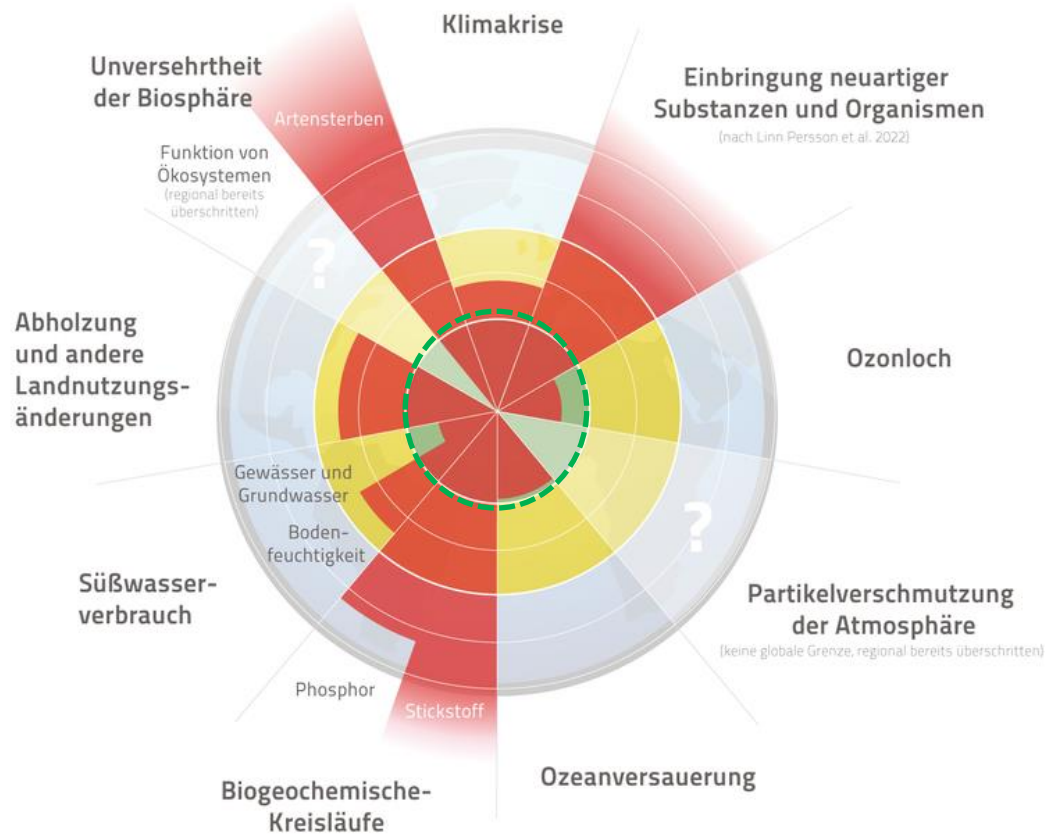 Klimakrise
Unversehrtheit
der Biosphäre
Artensterben
Funktion von
Ökosystemen
(regional bereits
überschritten)
Einbringung neuartiger
Substanzen und Organismen
(nach Linn Persson et al. 2022)
?
Abholzung
und andere
Landnutzungs-
änderungen
Ozonloch
Gewässer und
Grundwasser
Boden-
feuchtigkeit
?
Süßwasser-
verbrauch
Partikelverschmutzung
der Atmosphäre
(keine globale Grenze, regional bereits überschritten)
Phosphor
Stickstoff
Ozeanversauerung
Biogeochemische-
Kreisläufe